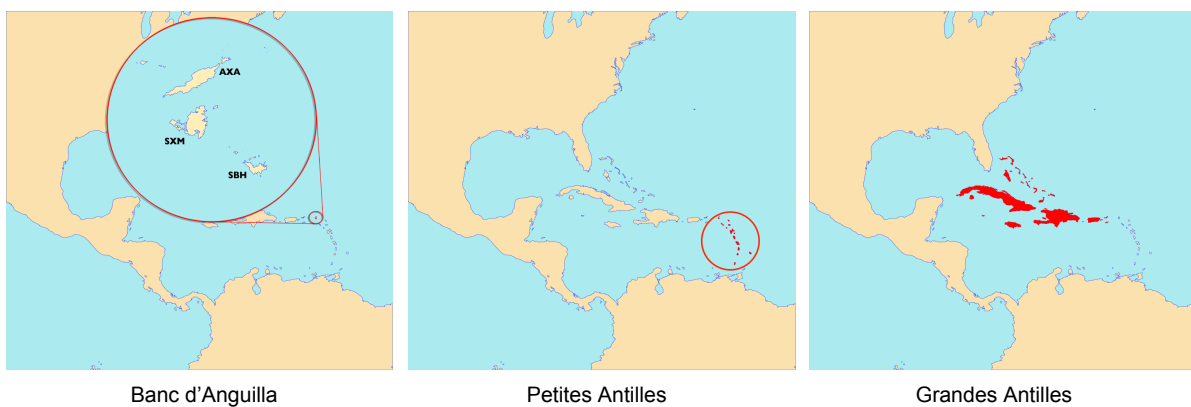 AXA
SXM
SBH
Banc d’Anguilla
Petites Antilles
Grandes Antilles